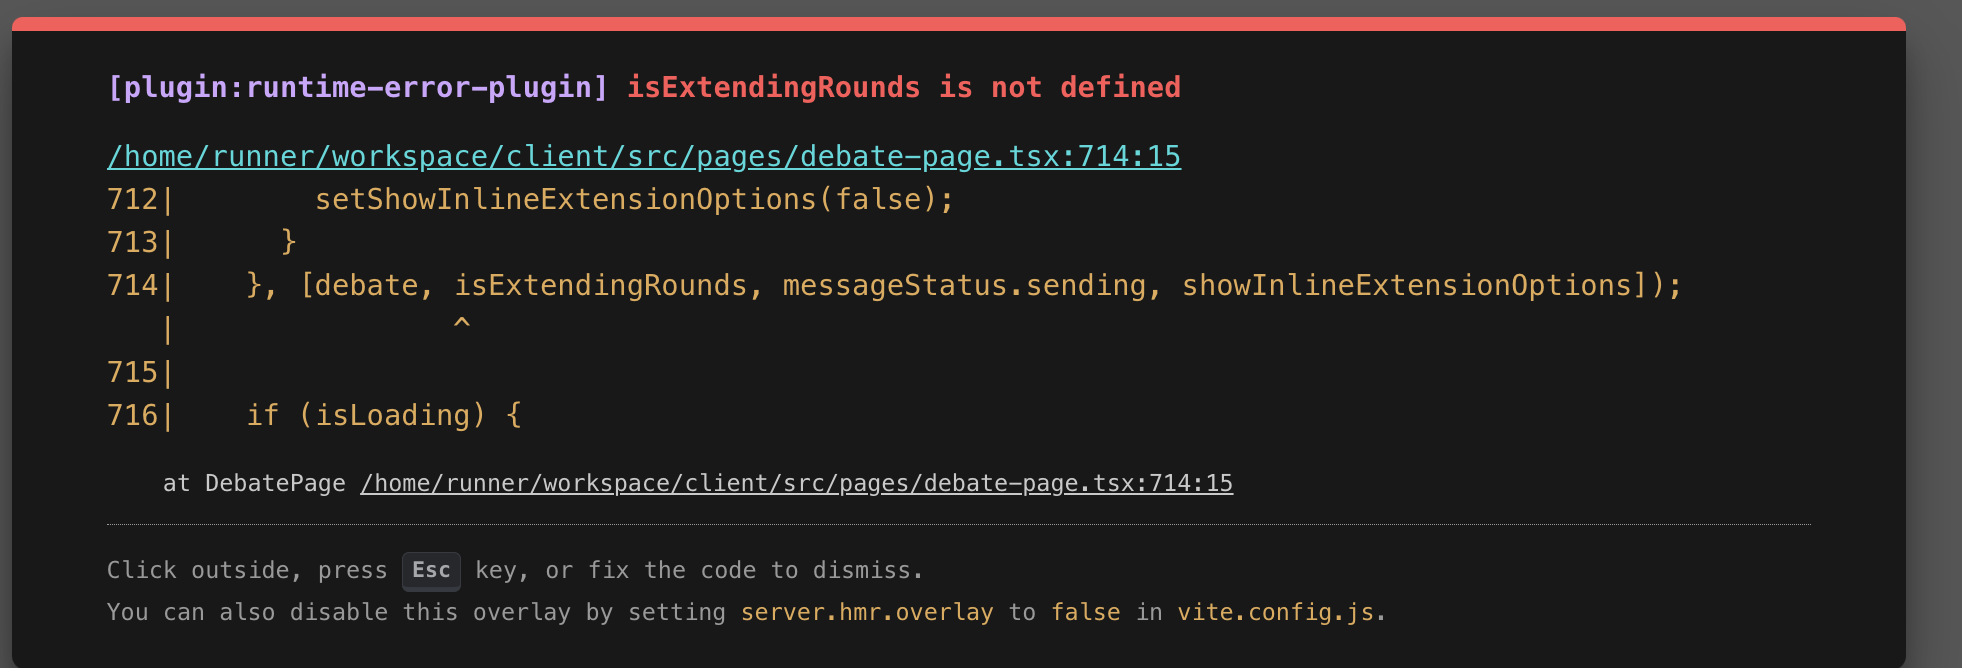 [plugin:runtime-error-plugin] isExtendingRounds is not defined
/home/runner/workspace/client/src/pages/debate-page.tsx:714:15
712|        setShowInlineExtensionOptions(false);
713|      }
714|    }, [debate, isExtendingRounds, messageStatus.sending, showInlineExtensionOptions]);
   |                ^
715|
716|    if (isLoading) {
at DebatePage /home/runner/workspace/client/src/pages/debate-page.tsx:714:15
Click outside, press Esc key, or fix the code to dismiss.
You can also disable this overlay by setting server.hmr.overlay to false in vite.config.js.